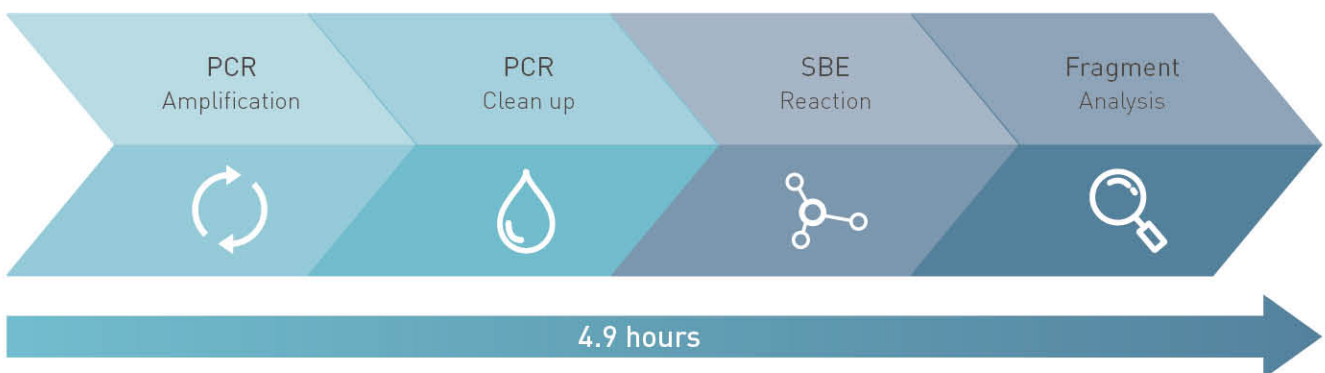 PCR
Amplification
PCR
Clean up
SBE
Reaction
Fragment
Analysis
4.9 hours